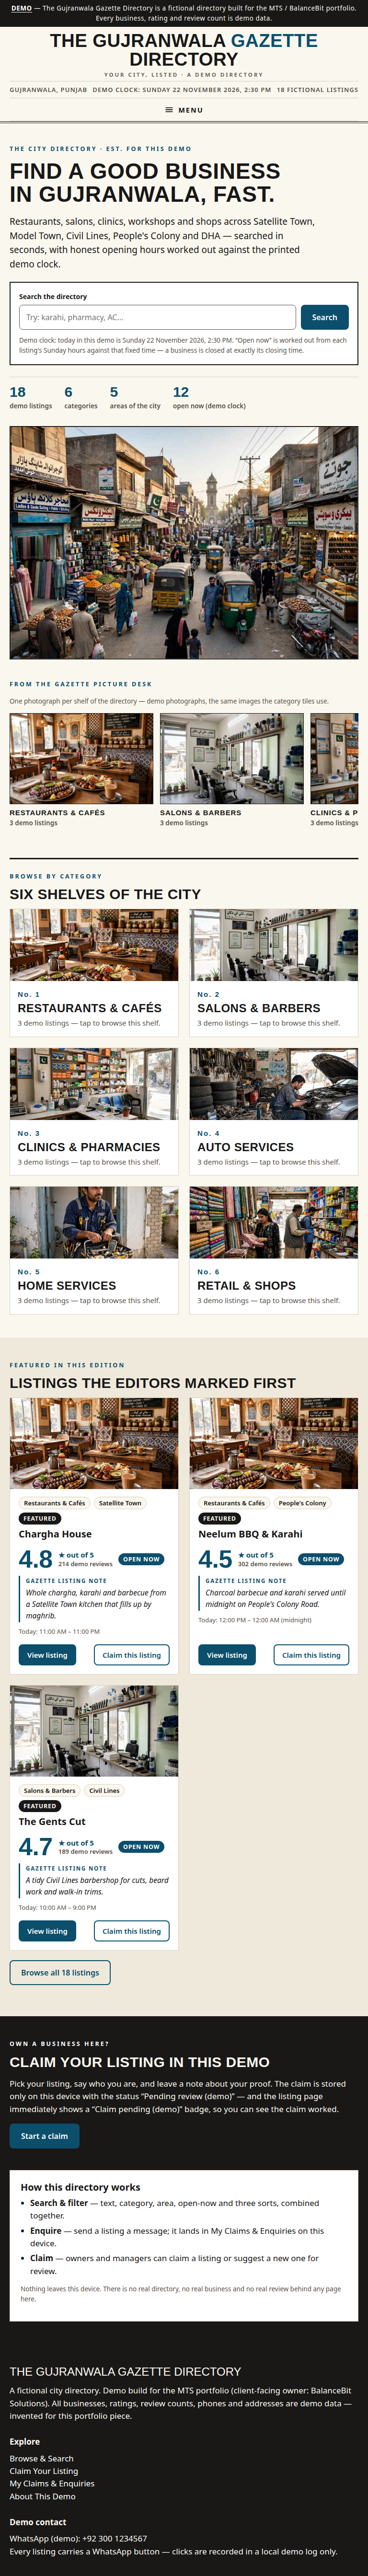 DEMO — The Gujranwala Gazette Directory is a fictional directory built for the MTS / BalanceBit portfolio.
Every business, rating and review count is demo data.
THE GUJRANWALA GAZETTE
DIRECTORY
YOUR CITY, LISTED · A DEMO DIRECTORY
GUJRANWALA, PUNJAB DEMO CLOCK: SUNDAY 22 NOVEMBER 2026, 2:30 PM 18 FICTIONAL LISTINGS
MENU
THE CITY DIRECTORY · EST. FOR THIS DEMO
FIND A GOOD BUSINESS
IN GUJRANWALA, FAST.
Restaurants, salons, clinics, workshops and shops across Satellite Town,
Model Town, Civil Lines, People's Colony and DHA — searched in
seconds, with honest opening hours worked out against the printed
demo clock.
Search the directory
Try: karahi, pharmacy, AC...
Search
Demo clock: today in this demo is Sunday 22 November 2026, 2:30 PM. “Open now” is worked out from each
listing's Sunday hours against that fixed time — a business is closed at exactly its closing time.
18
demo listings
6
categories
5
areas of the city
12
open now (demo clock)
FROM THE GAZETTE PICTURE DESK
One photograph per shelf of the directory — demo photographs, the same images the category tiles use.
RESTAURANTS & CAFÉS
3 demo listings
SALONS & BARBERS
3 demo listings
CLINICS & P
3 demo listings
BROWSE BY CATEGORY
SIX SHELVES OF THE CITY
No. 1
RESTAURANTS & CAFÉS
3 demo listings — tap to browse this shelf.
No. 2
SALONS & BARBERS
3 demo listings — tap to browse this shelf.
No. 3
CLINICS & PHARMACIES
3 demo listings — tap to browse this shelf.
No. 4
AUTO SERVICES
3 demo listings — tap to browse this shelf.
No. 5
HOME SERVICES
3 demo listings — tap to browse this shelf.
No. 6
RETAIL & SHOPS
3 demo listings — tap to browse this shelf.
FEATURED IN THIS EDITION
LISTINGS THE EDITORS MARKED FIRST
Restaurants & Cafés Satellite Town
FEATURED
Chargha House
4.8 ★ out of 5
214 demo reviews
OPEN NOW
GAZETTE LISTING NOTE
Whole chargha, karahi and barbecue from
a Satellite Town kitchen that fills up by
maghrib.
Today: 11:00 AM – 11:00 PM
View listing
Claim this listing
Restaurants & Cafés People's Colony
FEATURED
Neelum BBQ & Karahi
4.5 ★ out of 5
302 demo reviews
OPEN NOW
GAZETTE LISTING NOTE
Charcoal barbecue and karahi served until
midnight on People's Colony Road.
Today: 12:00 PM – 12:00 AM (midnight)
View listing
Claim this listing
Salons & Barbers Civil Lines
FEATURED
The Gents Cut
4.7 ★ out of 5
189 demo reviews
OPEN NOW
GAZETTE LISTING NOTE
A tidy Civil Lines barbershop for cuts, beard
work and walk-in trims.
Today: 10:00 AM – 9:00 PM
View listing
Claim this listing
Browse all 18 listings
OWN A BUSINESS HERE?
CLAIM YOUR LISTING IN THIS DEMO
Pick your listing, say who you are, and leave a note about your proof. The claim is stored
only on this device with the status “Pending review (demo)” — and the listing page
immediately shows a “Claim pending (demo)” badge, so you can see the claim worked.
Start a claim
How this directory works
• Search & filter — text, category, area, open-now and three sorts, combined
together.
• Enquire — send a listing a message; it lands in My Claims & Enquiries on this
device.
• Claim — owners and managers can claim a listing or suggest a new one for
review.
Nothing leaves this device. There is no real directory, no real business and no real review behind any page
here.
THE GUJRANWALA GAZETTE DIRECTORY
A fictional city directory. Demo build for the MTS portfolio (client-facing owner: BalanceBit
Solutions). All businesses, ratings, review counts, phones and addresses are demo data —
invented for this portfolio piece.
Explore
Browse & Search
Claim Your Listing
My Claims & Enquiries
About This Demo
Demo contact
WhatsApp (demo): +92 300 1234567
Every listing carries a WhatsApp button — clicks are recorded in a local demo log only.